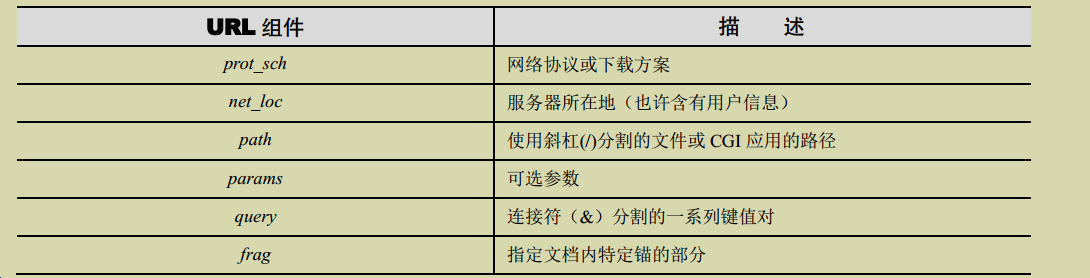 URL 组件 描 述
prot_sch 网络协议或下载方案
net_loc 服务器所在地（也许含有用户信息）
path 使用斜杠(/)分割的文件或 CGI 应用的路径
params 可选参数
query 连接符（&）分割的一系列键值对
frag 指定文档内特定锚的部分